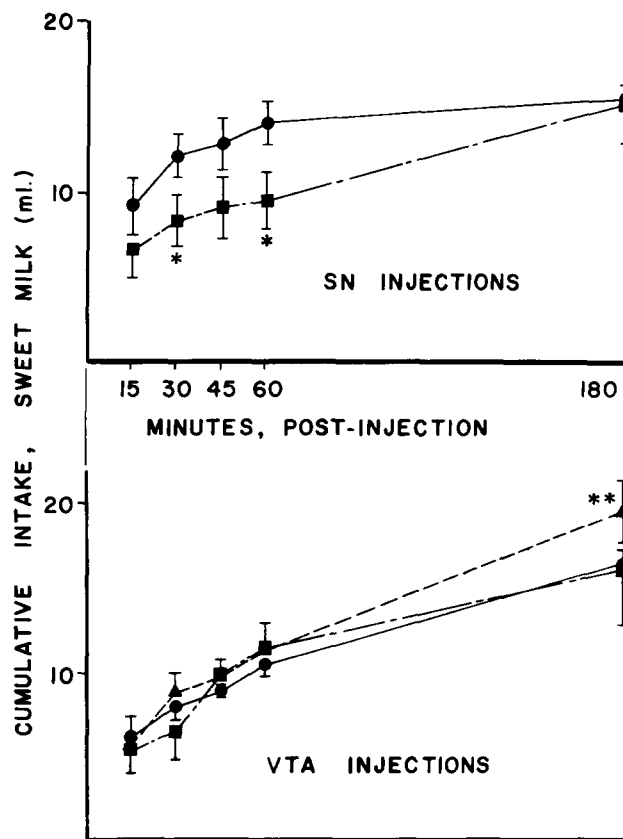 20
10
*
*
SN INJECTIONS
15 30 45 60 180
MINUTES, POST-INJECTION
CUMULATIVE INTAKE, SWEET MILK (ml.)
20
**
10
VTA INJECTIONS